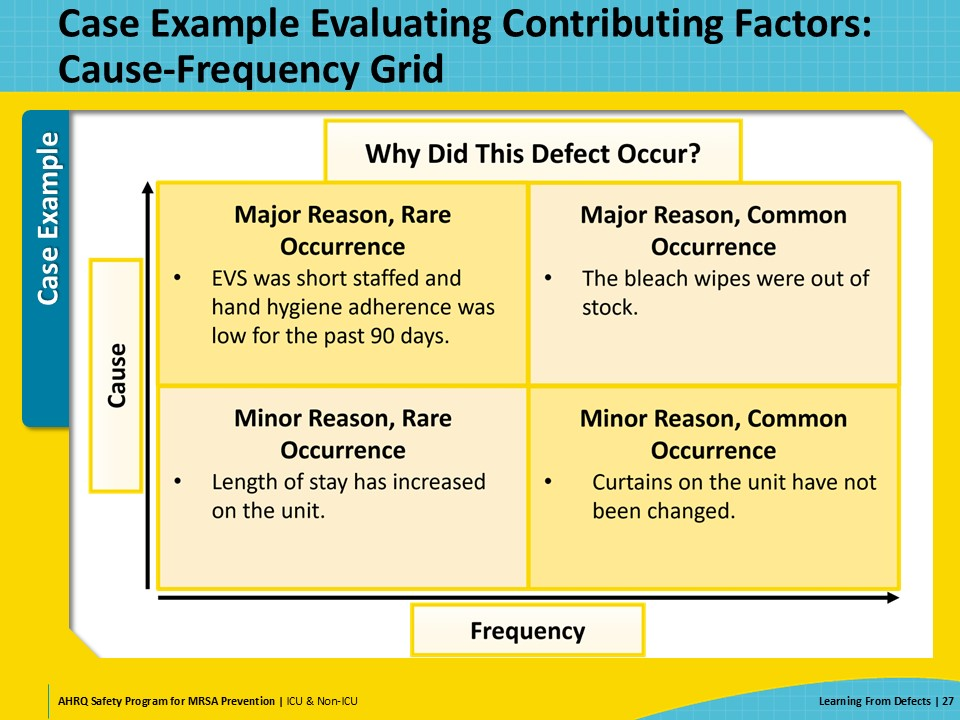 Case Example Evaluating Contributing Factors:
Cause-Frequency Grid
Case Example
Why Did This Defect Occur?
Cause
Major Reason, Rare
Occurrence
• EVS was short staffed and
hand hygiene adherence was
low for the past 90 days.
Major Reason, Common
Occurrence
• The bleach wipes were out of
stock.
Minor Reason, Rare
Occurrence
• Length of stay has increased
on the unit.
Minor Reason, Common
Occurrence
• Curtains on the unit have not
been changed.
Frequency
AHRQ Safety Program for MRSA Prevention | ICU & Non-ICU
Learning From Defects | 27